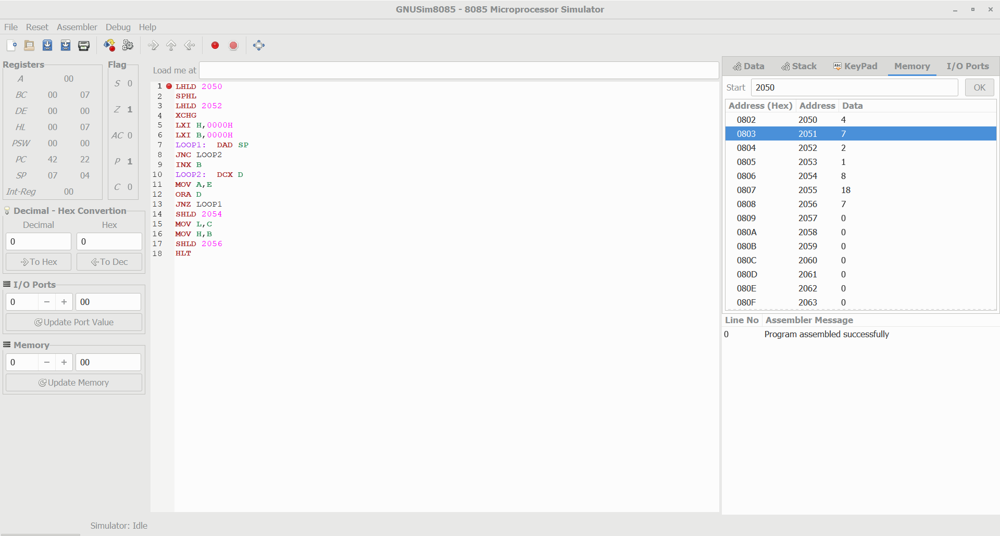 GNUSim8085 - 8085 Microprocessor Simulator
File Reset Assembler Debug Help
Registers
A 00
BC 00 07
DE 00 00
HL 00 07
PSW 00 00
PC 42 22
SP 07 04
Int-Reg 00
Flag
S 0
Z 1
AC 0
P 1
C 0
Decimal - Hex Convertion
Decimal Hex
0 0
To Hex To Dec
I/O Ports
0 − + 00
Update Port Value
Memory
0 − + 00
Update Memory
Load me at
1 LHLD 2050
2 SPHL
3 LHLD 2052
4 XCHG
5 LXI H,0000H
6 LXI B,0000H
7 LOOP1: DAD SP
8 JNC LOOP2
9 INX B
10 LOOP2: DCX D
11 MOV A,E
12 ORA D
13 JNZ LOOP1
14 SHLD 2054
15 MOV L,C
16 MOV H,B
17 SHLD 2056
18 HLT
Data Stack Abc KeyPad Memory I/O Ports
Start 2050 OK
Address (Hex) Address Data
0802 2050 4
0803 2051 7
0804 2052 2
0805 2053 1
0806 2054 8
0807 2055 18
0808 2056 7
0809 2057 0
080A 2058 0
080B 2059 0
080C 2060 0
080D 2061 0
080E 2062 0
080F 2063 0
Line No Assembler Message
0 Program assembled successfully
Simulator: Idle